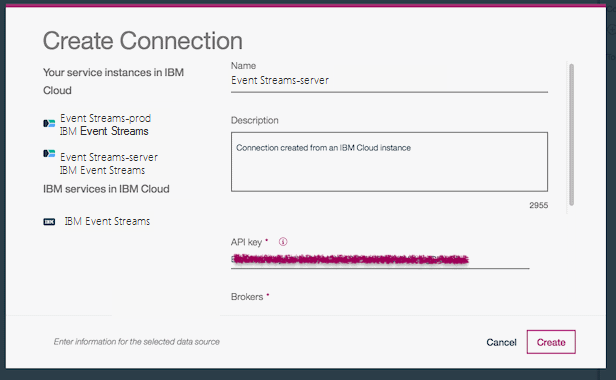 Create Connection
Your service instances in IBM
Cloud
Event Streams-prod
IBM Event Streams
Event Streams-server
IBM Event Streams
IBM services in IBM Cloud
IBM IBM Event Streams
Name
Event Streams-server
Description
Connection created from an IBM Cloud instance
2955
API key *
Brokers *
Enter information for the selected data source
Cancel
Create